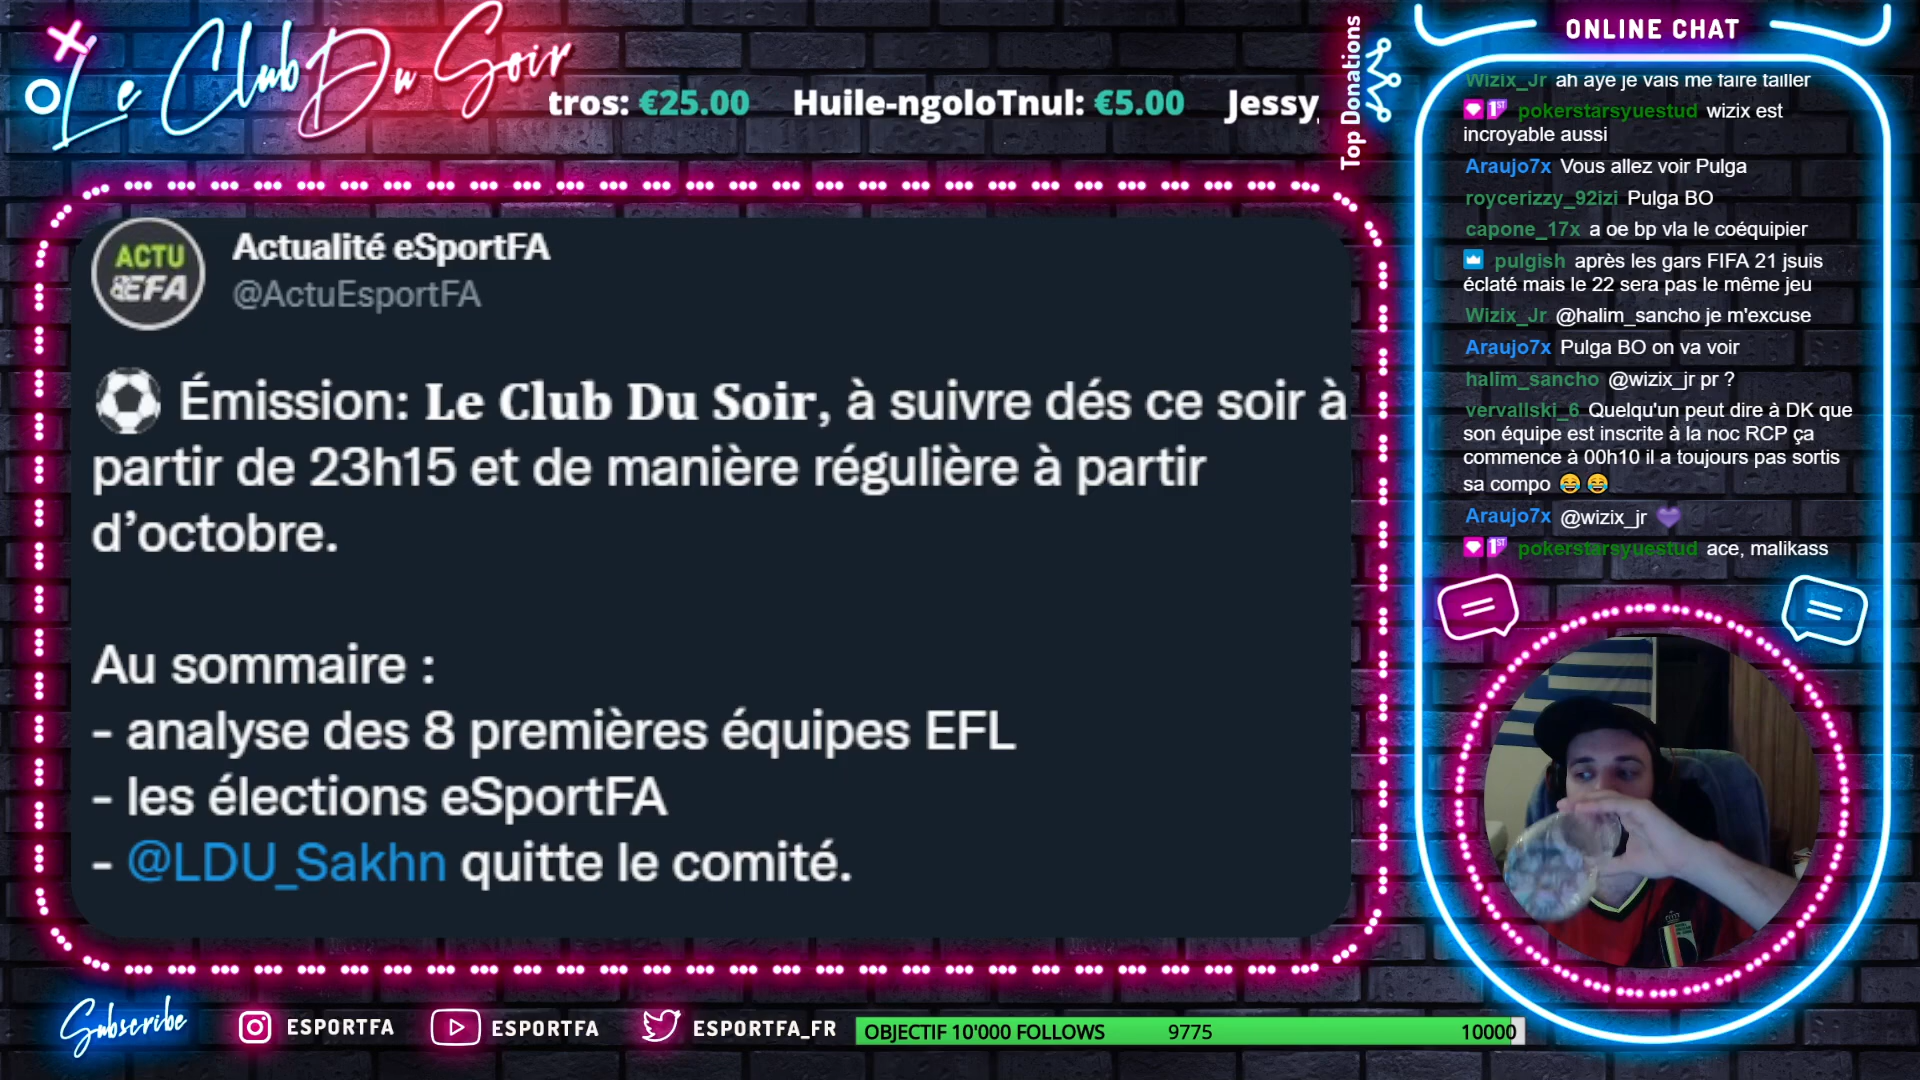 Le Club Du Soir
tros: €25.00 Huile-ngoloTnul: €5.00 Jessy
Top Donations
ACTU
EFA
Actualité eSportFA
@ActuEsportFA
⚽ Émission: Le Club Du Soir, à suivre dés ce soir à
partir de 23h15 et de manière régulière à partir
d’octobre.
Au sommaire :
- analyse des 8 premières équipes EFL
- les élections eSportFA
- @LDU_Sakhn quitte le comité.
Subscribe
ESPORTFA
ESPORTFA
ESPORTFA_FR
OBJECTIF 10'000 FOLLOWS 9775 10000
ONLINE CHAT
Wizix_Jr ah aye je vais me faire tailler
1ST pokerstarsyuestud wizix est
incroyable aussi
Araujo7x Vous allez voir Pulga
roycerizzy_92izi Pulga BO
capone_17x a oe bp vla le coéquipier
pulgish après les gars FIFA 21 jsuis
éclaté mais le 22 sera pas le même jeu
Wizix_Jr @halim_sancho je m'excuse
Araujo7x Pulga BO on va voir
halim_sancho @wizix_jr pr ?
vervallski_6 Quelqu'un peut dire à DK que
son équipe est inscrite à la noc RCP ça
commence à 00h10 il a toujours pas sortis
sa compo 😂 😂
Araujo7x @wizix_jr 💜
1ST pokerstarsyuestud ace, malikass